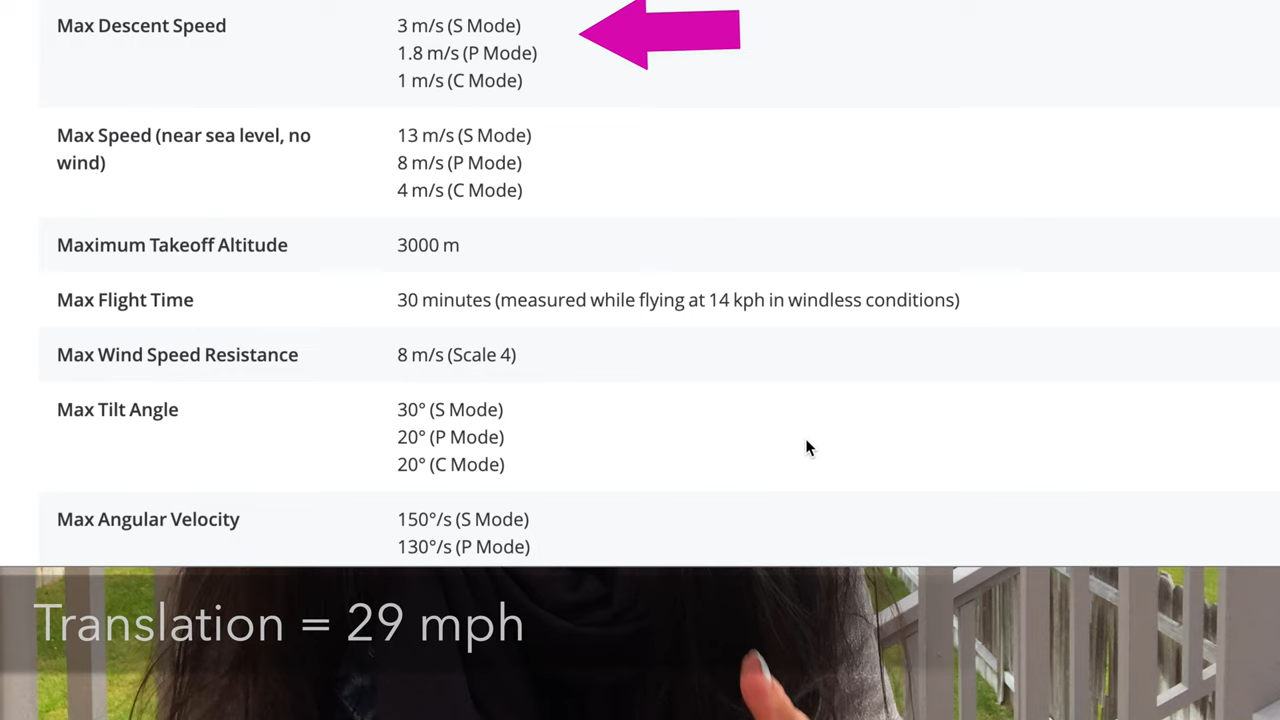 Max Descent Speed
3 m/s (S Mode)
1.8 m/s (P Mode)
1 m/s (C Mode)
Max Speed (near sea level, no
wind)
13 m/s (S Mode)
8 m/s (P Mode)
4 m/s (C Mode)
Maximum Takeoff Altitude
3000 m
Max Flight Time
30 minutes (measured while flying at 14 kph in windless conditions)
Max Wind Speed Resistance
8 m/s (Scale 4)
Max Tilt Angle
30° (S Mode)
20° (P Mode)
20° (C Mode)
Max Angular Velocity
150°/s (S Mode)
130°/s (P Mode)
Translation = 29 mph